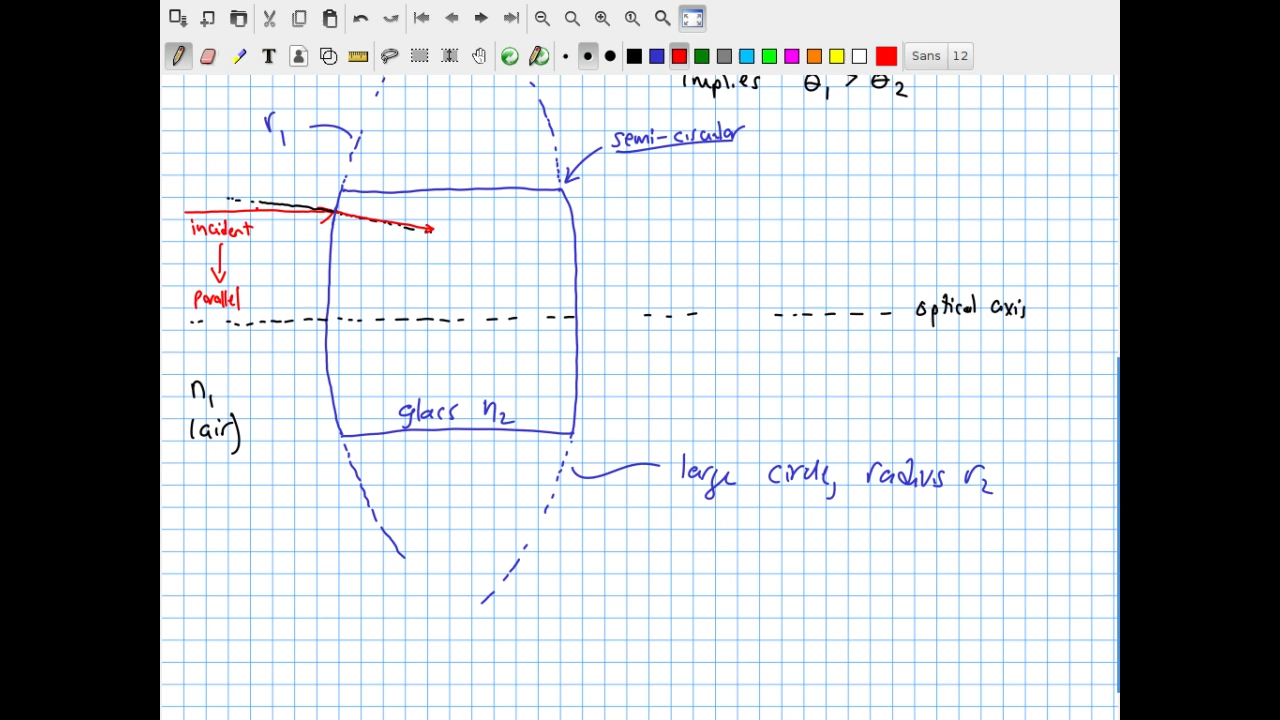 T
Sans 12
implies θ₁ > θ₂
r₁
semi-circular
incident
parallel
optical axis
n₁
(air)
glass n₂
large circle, radius r₂